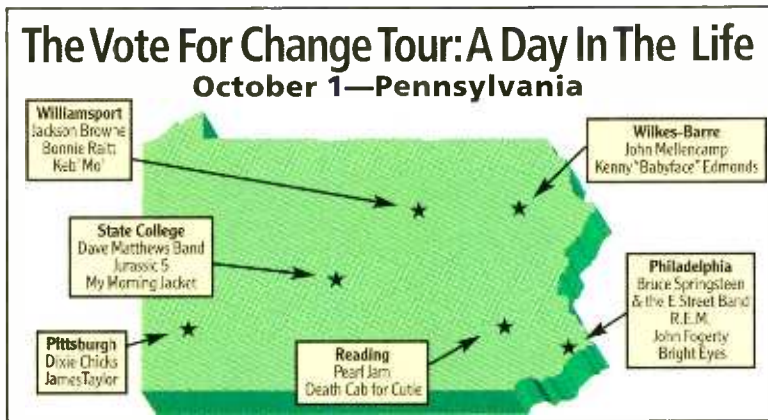 The Vote For Change Tour: A Day In The Life
October 1—Pennsylvania
Williamsport
Jackson Browne
Bonnie Raitt
Keb' Mo'
Wilkes-Barre
John Mellencamp
Kenny "Babyface" Edmonds
State College
Dave Matthews Band
Jurassic 5
My Morning Jacket
Philadelphia
Bruce Springsteen
& the E Street Band
R.E.M.
John Fogerty
Bright Eyes
Pittsburgh
Dixie Chicks
James Taylor
Reading
Pearl Jam
Death Cab for Cutie